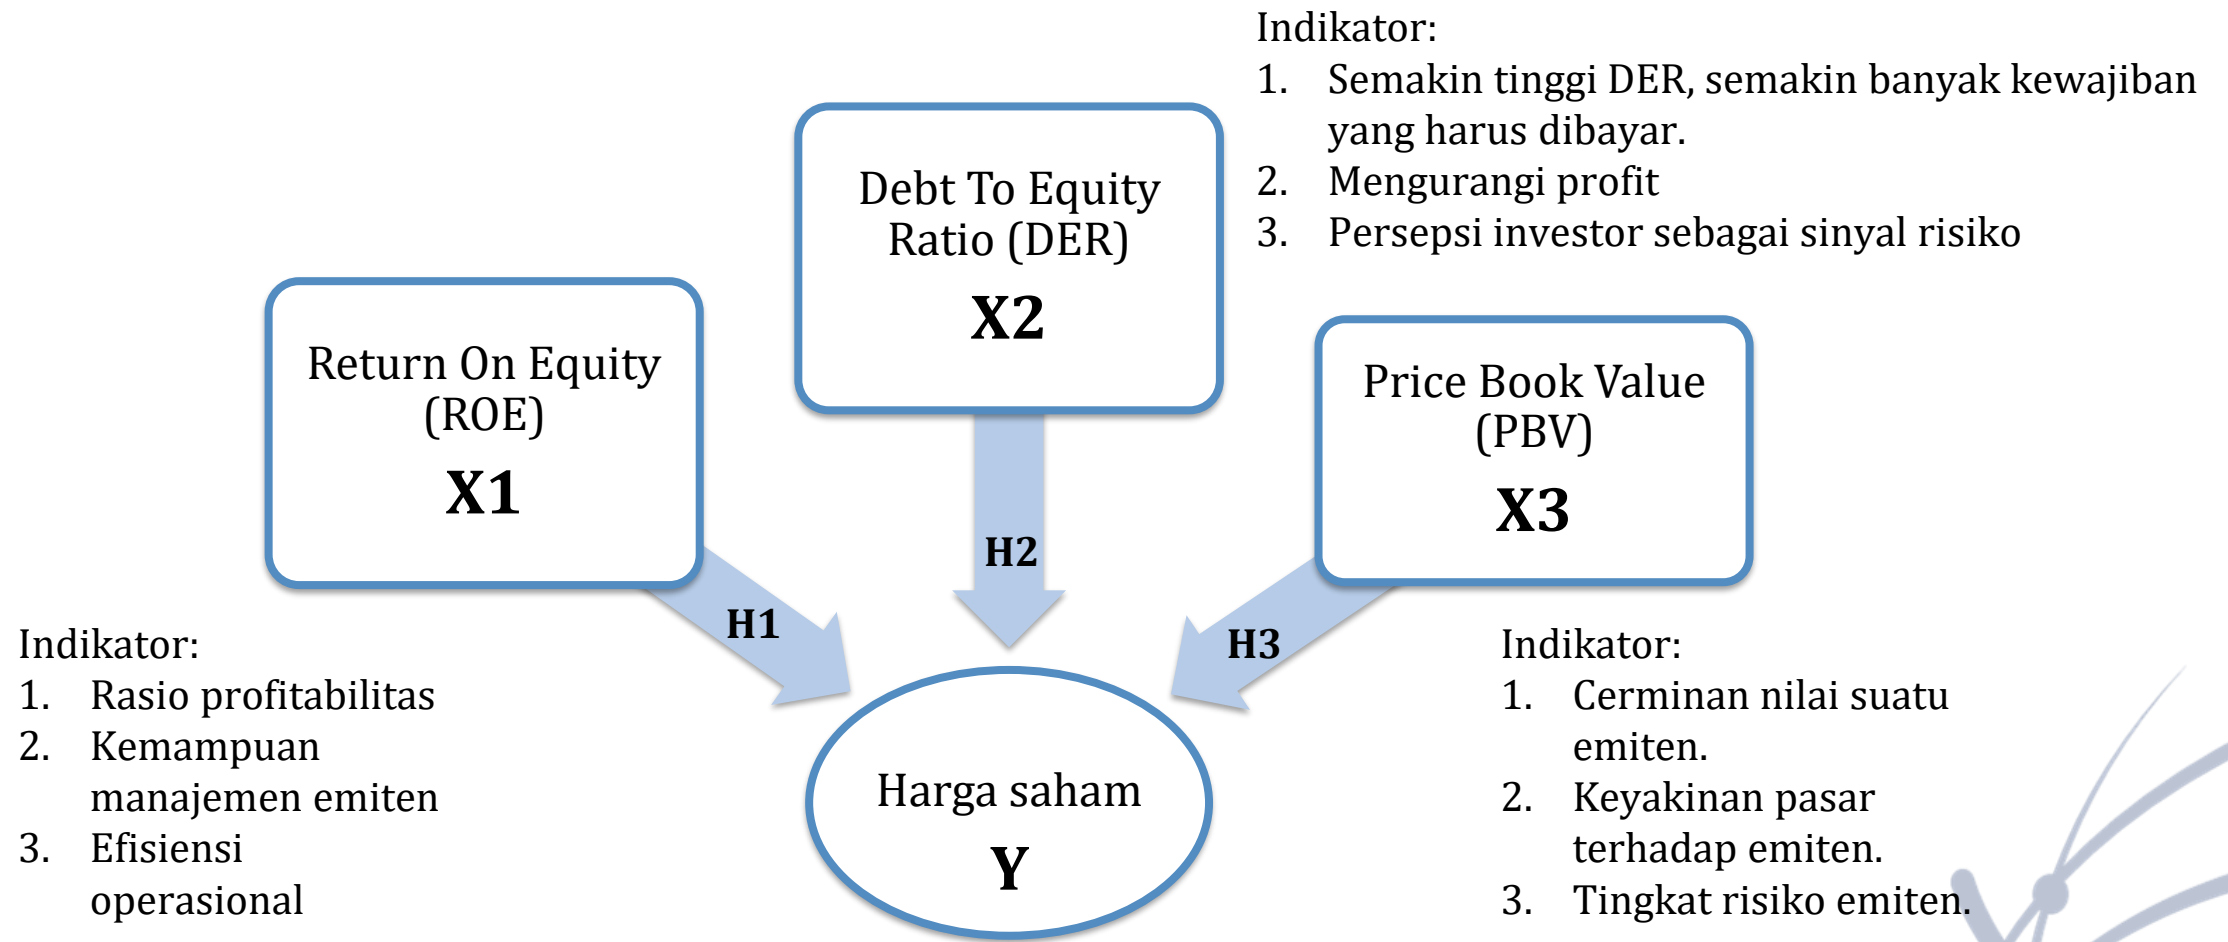 Indikator:
1. Semakin tinggi DER, semakin banyak kewajiban
yang harus dibayar.
2. Mengurangi profit
3. Persepsi investor sebagai sinyal risiko
Debt To Equity
Ratio (DER)
X2
Return On Equity
(ROE)
X1
Price Book Value
(PBV)
X3
H1
H2
H3
Indikator:
1. Rasio profitabilitas
2. Kemampuan
manajemen emiten
3. Efisiensi
operasional
Harga saham
Y
Indikator:
1. Cerminan nilai suatu
emiten.
2. Keyakinan pasar
terhadap emiten.
3. Tingkat risiko emiten.